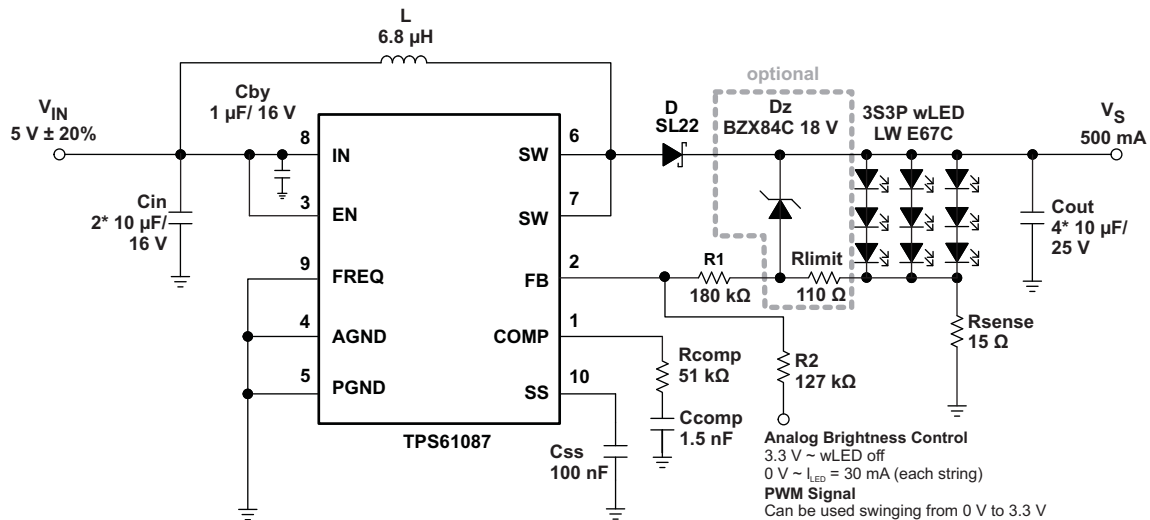 L
6.8 µH
optional
Cby
1 µF/ 16 V
V_IN
5 V ± 20%
D
SL22
Dz
BZX84C 18 V
3S3P wLED
LW E67C
V_S
500 mA
8
IN
6
SW
3
EN
7
SW
Cin
2* 10 µF/
16 V
Cout
4* 10 µF/
25 V
9
FREQ
2
FB
R1
180 kΩ
Rlimit
110 Ω
4
AGND
1
COMP
Rcomp
51 kΩ
R2
127 kΩ
Rsense
15 Ω
5
PGND
10
SS
Ccomp
1.5 nF
TPS61087
Css
100 nF
Analog Brightness Control
3.3 V ~ wLED off
0 V ~ I_LED = 30 mA (each string)
PWM Signal
Can be used swinging from 0 V to 3.3 V